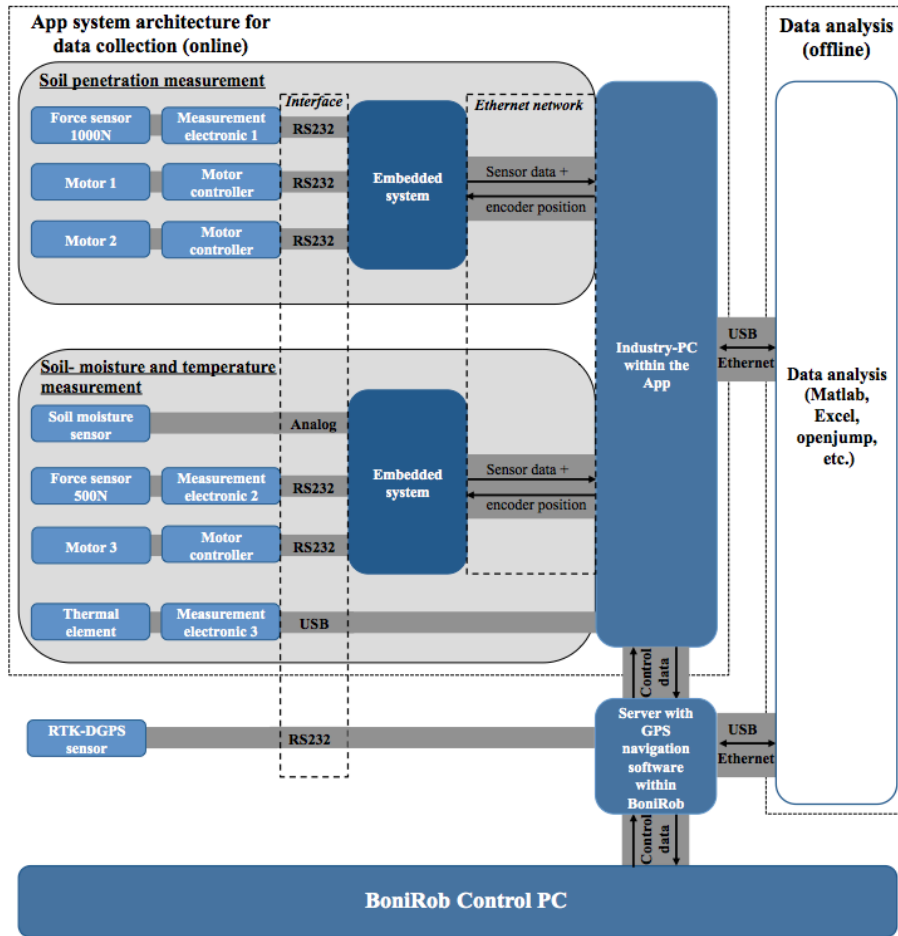 App system architecture for
data collection (online)
Data analysis
(offline)
Soil penetration measurement
Interface
Ethernet network
Force sensor
1000N
Measurement
electronic 1
RS232
Motor 1
Motor
controller
RS232
Motor 2
Motor
controller
RS232
Embedded
system
Sensor data +
encoder position
Industry-PC
within the
App
USB
Ethernet
Data analysis
(Matlab,
Excel,
openjump,
etc.)
Soil- moisture and temperature
measurement
Soil moisture
sensor
Analog
Force sensor
500N
Measurement
electronic 2
RS232
Motor 3
Motor
controller
RS232
Embedded
system
Sensor data +
encoder position
Thermal
element
Measurement
electronic 3
USB
Control
data
RTK-DGPS
sensor
RS232
Server with
GPS
navigation
software
within
BoniRob
USB
Ethernet
Control
data
BoniRob Control PC